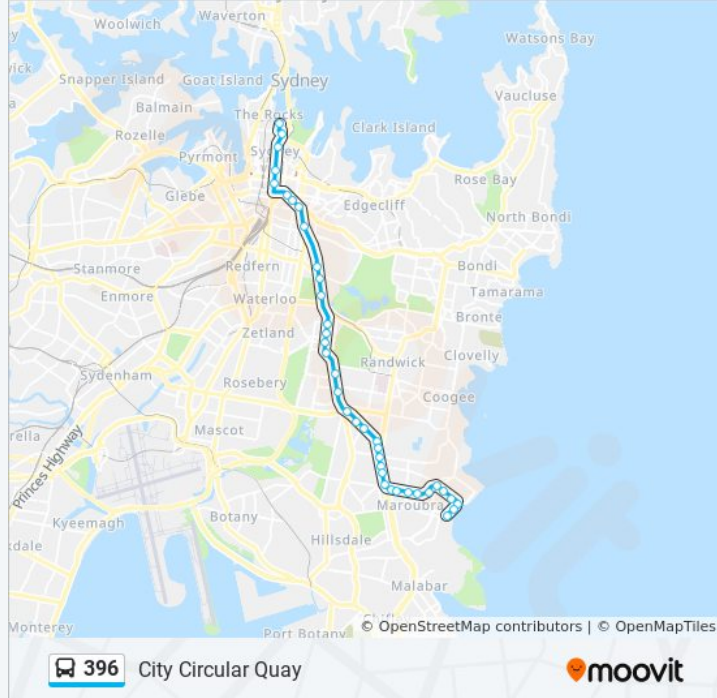 Woolwich
Waverton
Watsons Bay
Snapper Island
Goat Island
Sydney
Vaucluse
Balmain
The Rocks
Rozelle
Clark Island
Pyrmont
Sydney
Rose Bay
Glebe
Edgecliff
North Bondi
Stanmore
Redfern
Bondi
Enmore
Tamarama
Waterloo
Bronte
Zetland
Clovelly
Randwick
Sydenham
Rosebery
Coogee
Mascot
Princes Highway
Botany
Maroubra
Kyeemagh
Hillsdale
Malabar
Monterey
Port Botany
© OpenStreetMap contributors | © OpenMapTiles
396 City Circular Quay
moovit